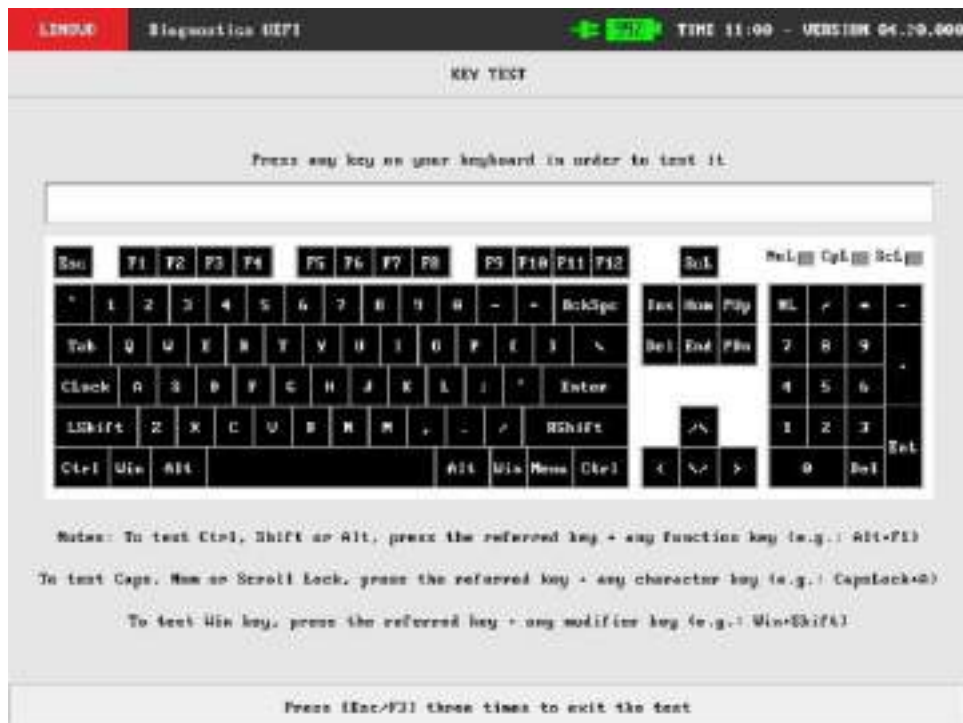 LENOVO Diagnostics UEFI TIME 11:00 - VERSION 04.20.000
KEY TEST
Press any key on your keyboard in order to test it
Esc F1 F2 F3 F4 F5 F6 F7 F8 F9 F10 F11 F12 ScL NmL CpL ScL
` 1 2 3 4 5 6 7 8 9 0 - = BckSpc Ins Hom PUp NL / * -
Tab Q W E R T Y U I O P [ ] \ Del End PDn 7 8 9 +
CLock A S D F G H J K L ; ' Enter 4 5 6
LShift Z X C V B N M , . / RShift /\ 1 2 3 Ent
Ctrl Win Alt Alt Win Menu Ctrl < \/ > 0 Del
Notes: To test Ctrl, Shift or Alt, press the referred key + any function key (e.g.: Alt+F1)
To test Caps, Num or Scroll Lock, press the referred key + any character key (e.g.: CapsLock+A)
To test Win key, press the referred key + any modifier key (e.g.: Win+Shift)
Press [Esc/F3] three times to exit the test